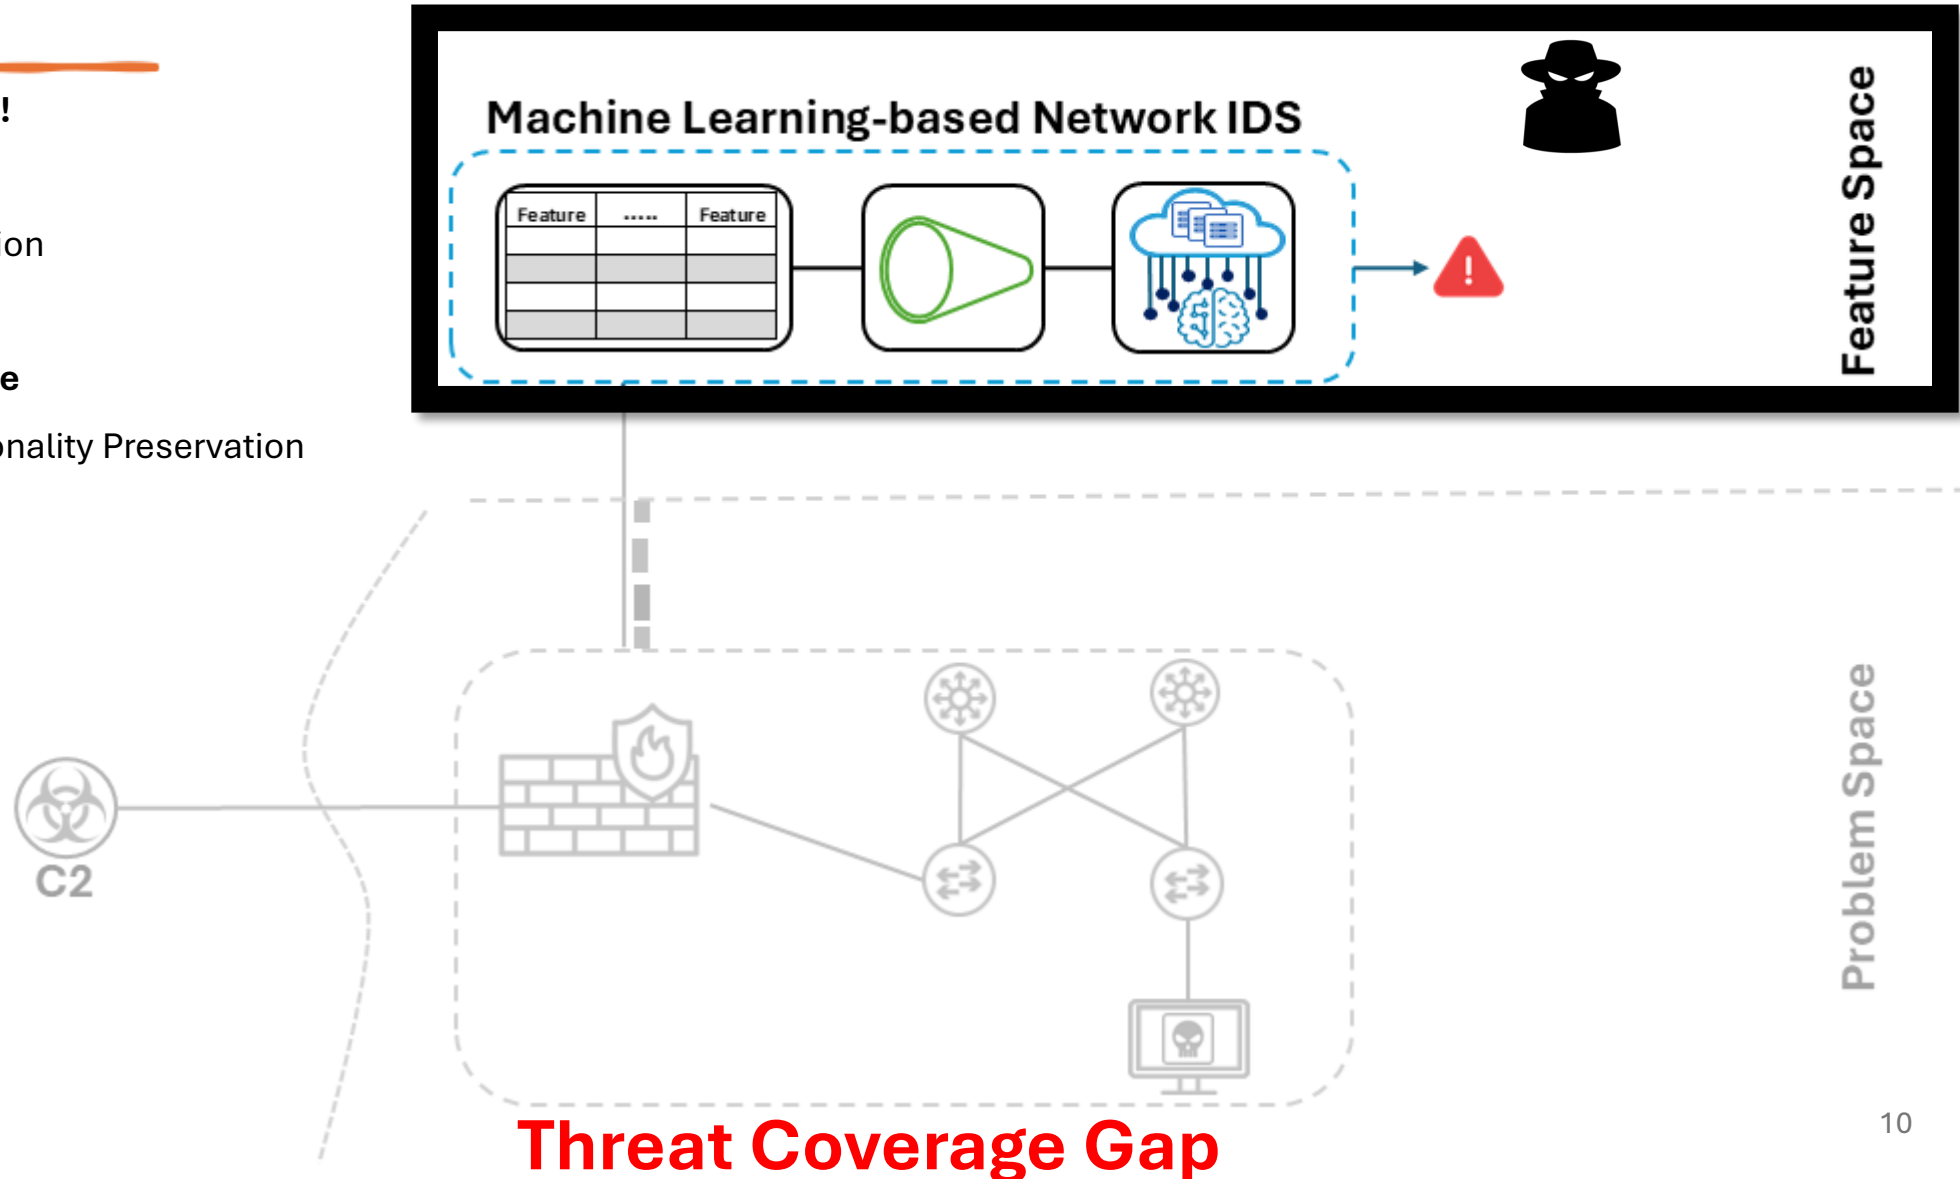 !
ion
e
onality Preservation
Machine Learning-based Network IDS
Feature ..... Feature
Feature Space
C2
Problem Space
Threat Coverage Gap
10